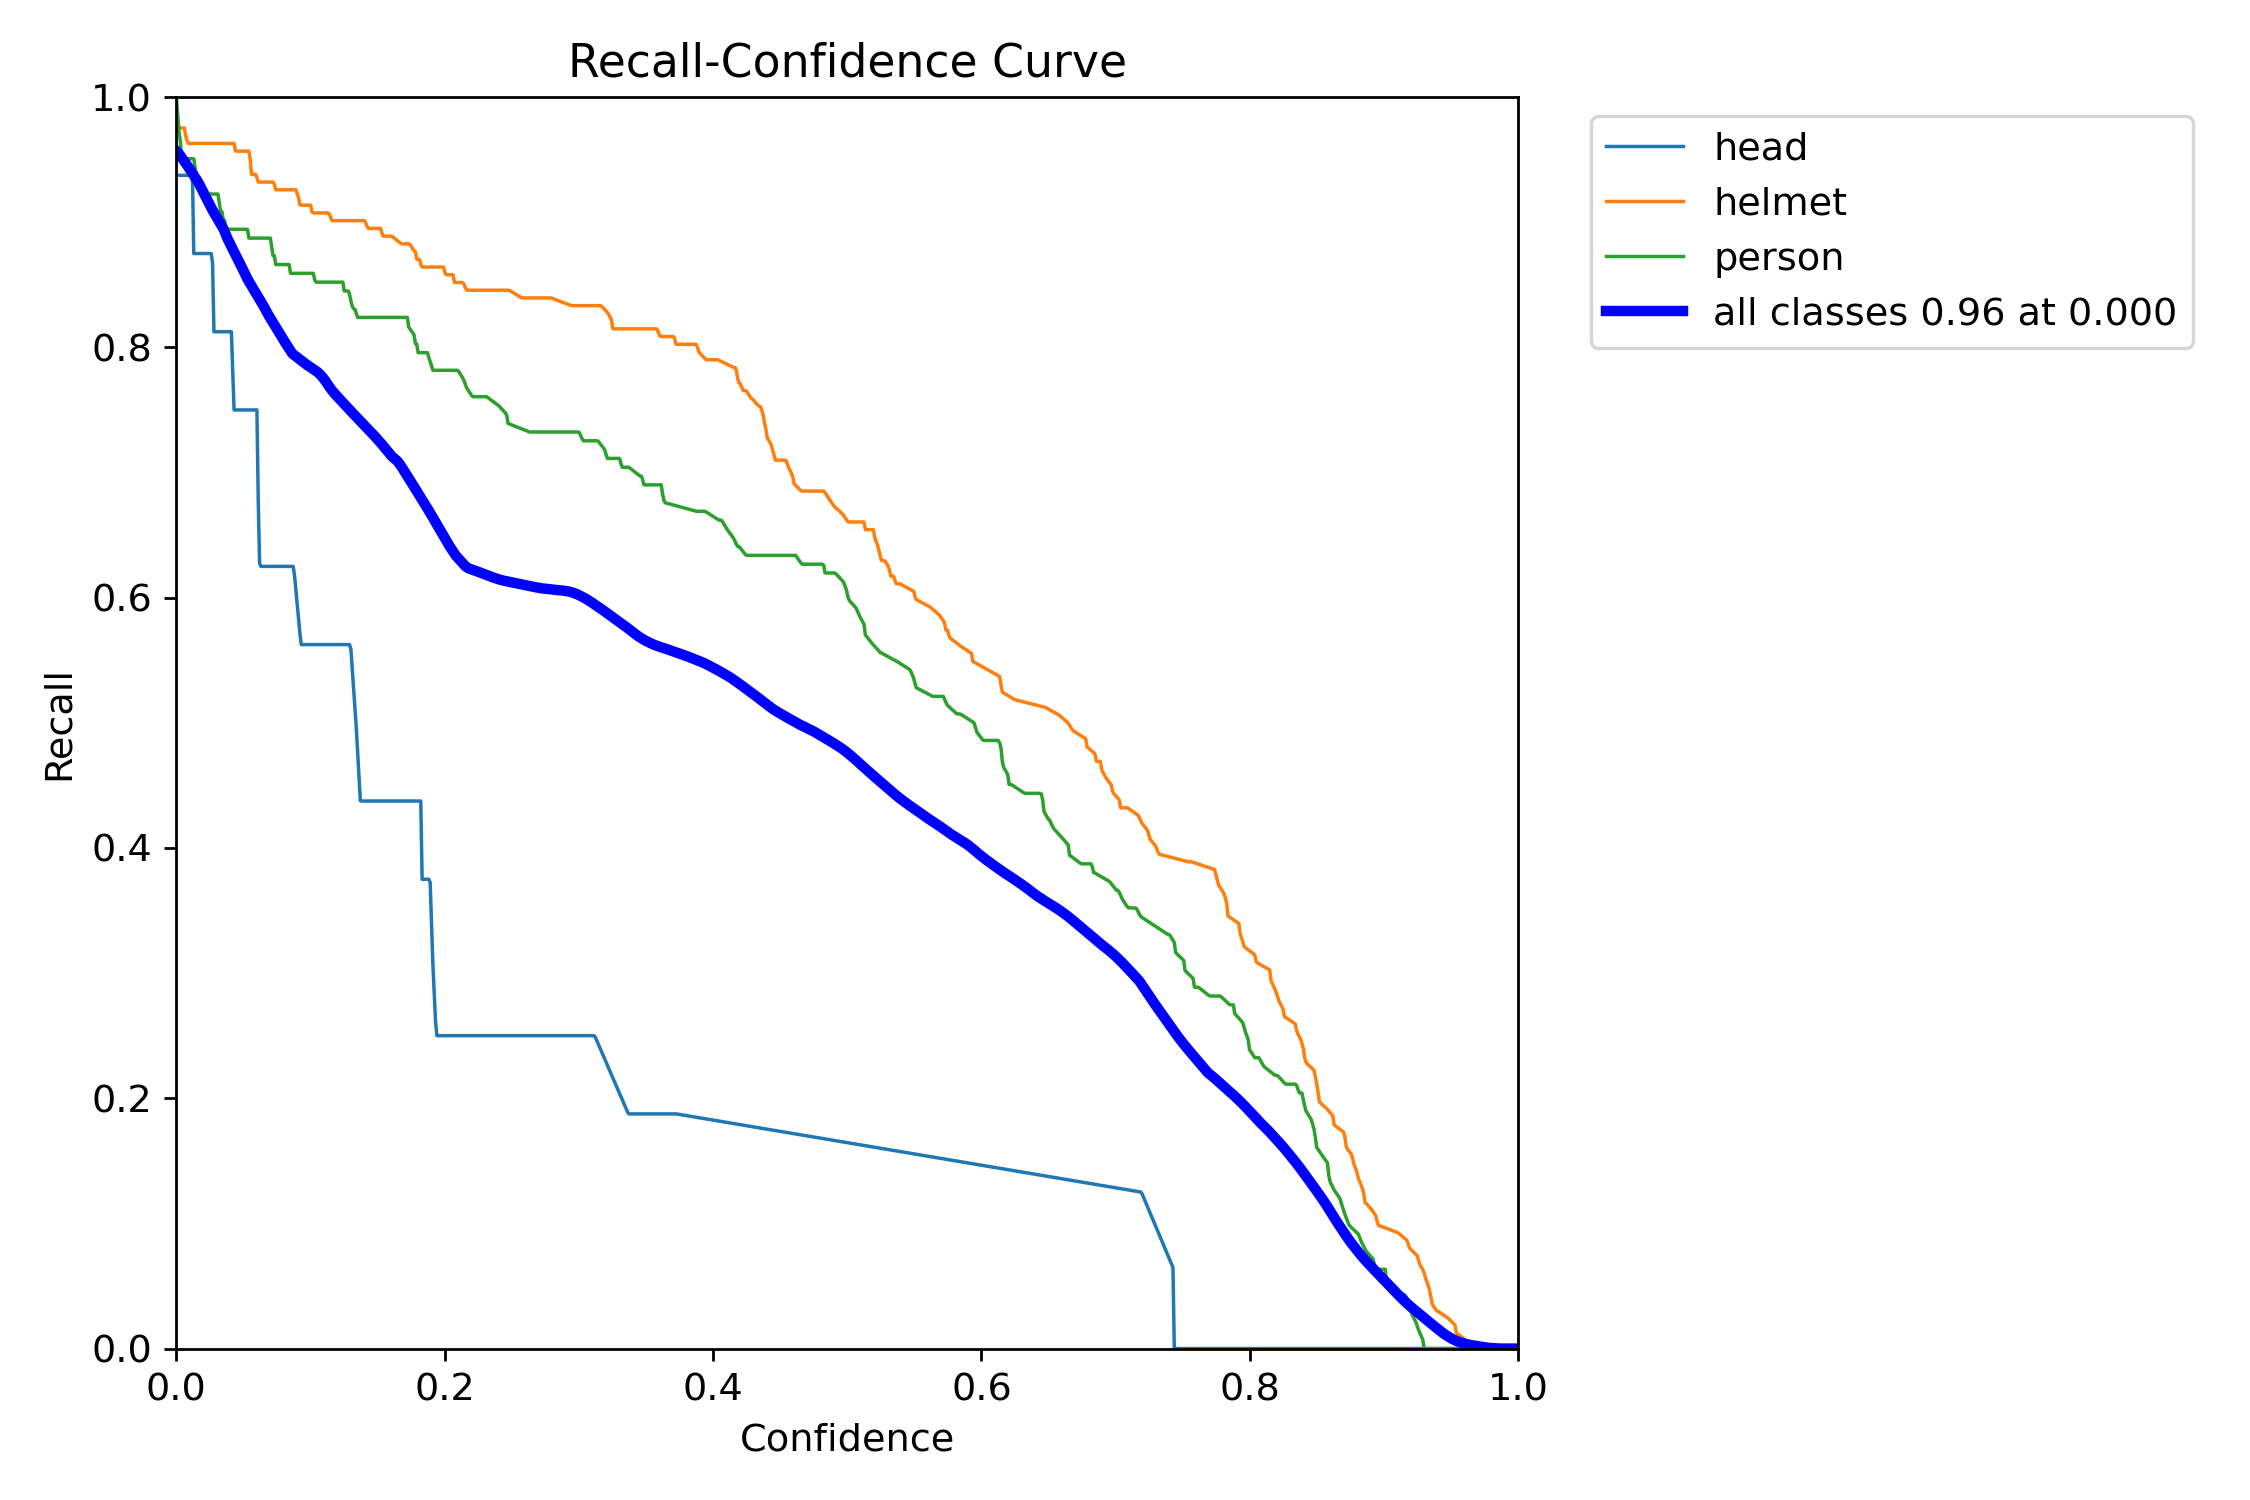 Recall-Confidence Curve
1.0
0.8
0.6
0.4
0.2
0.0
Recall
0.0 0.2 0.4 0.6 0.8 1.0
Confidence
head
helmet
person
all classes 0.96 at 0.000